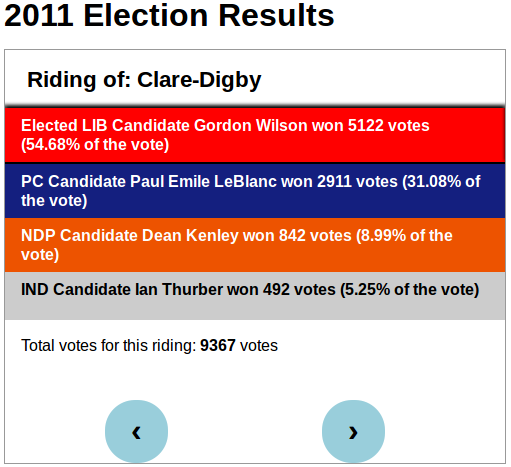 2011 Election Results
Riding of: Clare-Digby
Elected LIB Candidate Gordon Wilson won 5122 votes
(54.68% of the vote)
PC Candidate Paul Emile LeBlanc won 2911 votes (31.08% of
the vote)
NDP Candidate Dean Kenley won 842 votes (8.99% of the
vote)
IND Candidate Ian Thurber won 492 votes (5.25% of the vote)
Total votes for this riding: 9367 votes
‹ ›